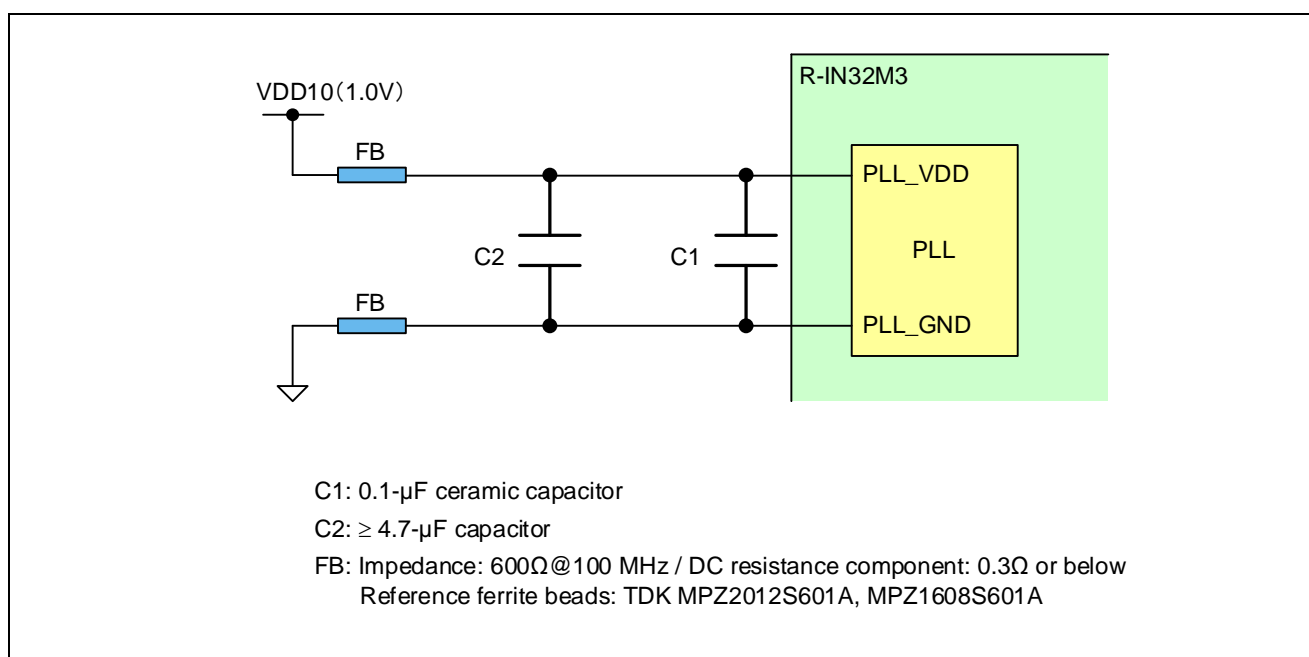 R-IN32M3
VDD10(1.0V)
FB
PLL_VDD
C2
C1
PLL
FB
PLL_GND
C1: 0.1-µF ceramic capacitor
C2: ≥ 4.7-µF capacitor
FB: Impedance: 600Ω@100 MHz / DC resistance component: 0.3Ω or below
Reference ferrite beads: TDK MPZ2012S601A, MPZ1608S601A